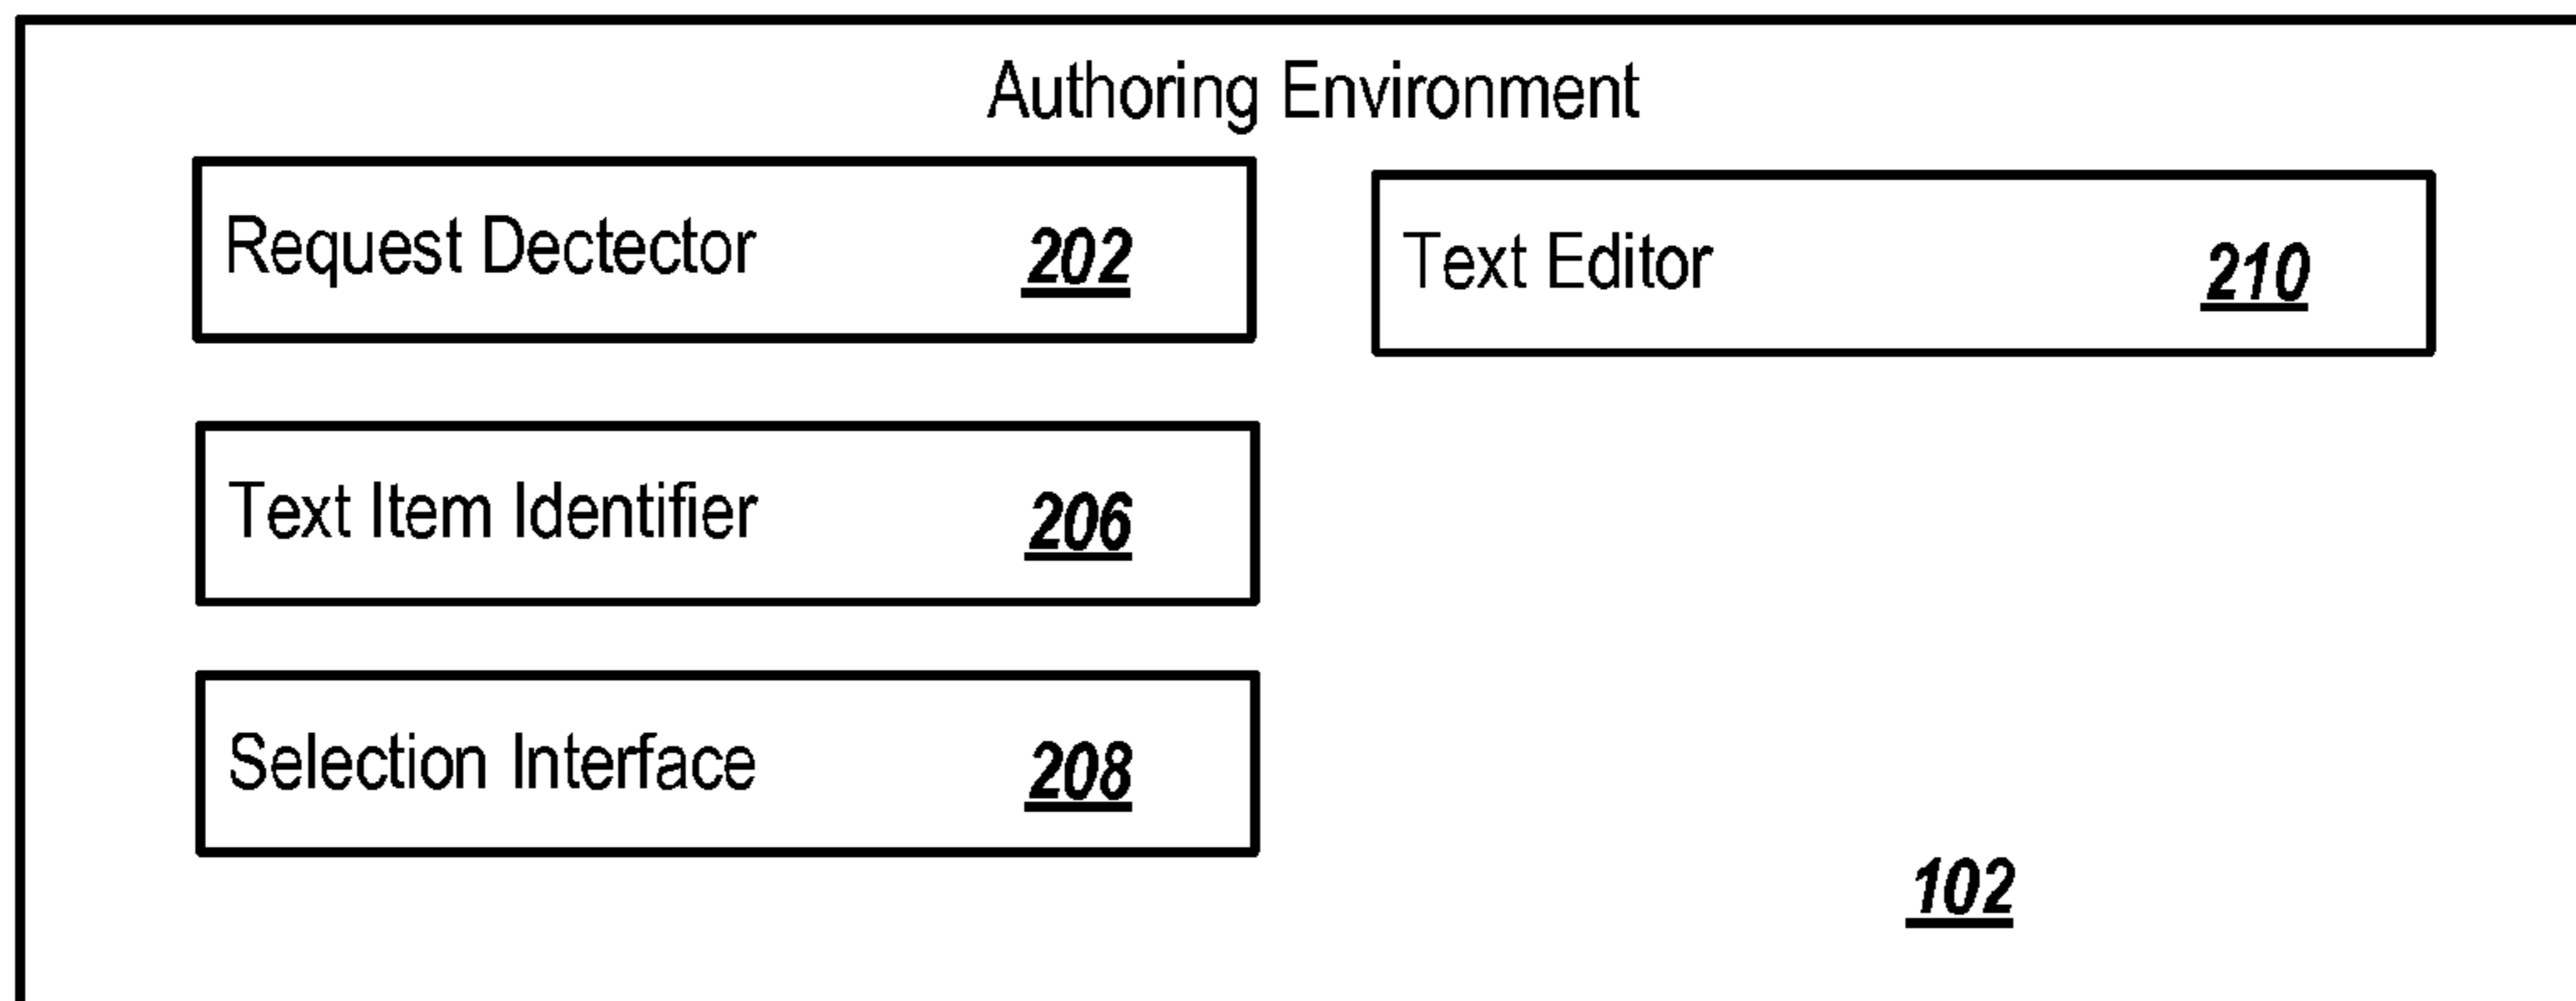 Authoring Environment
Request Dectector 202
Text Editor 210
Text Item Identifier 206
Selection Interface 208
102